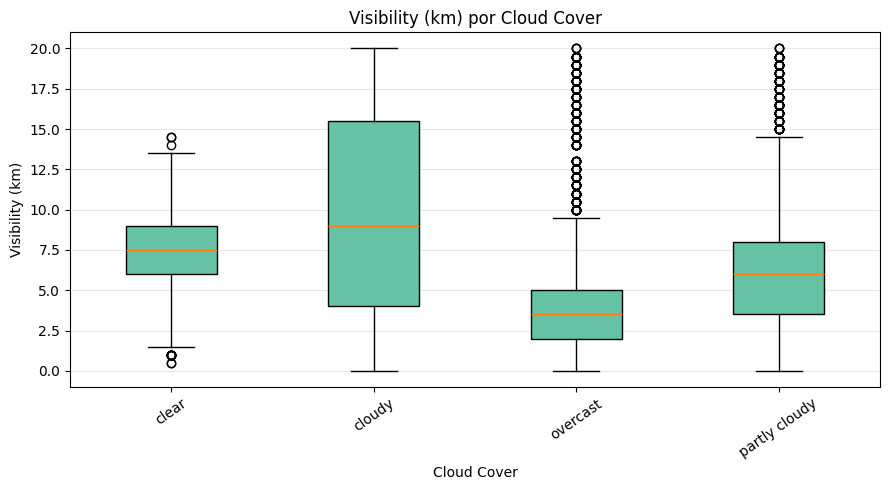 Visibility (km) por Cloud Cover
Visibility (km)
20.0
17.5
15.0
12.5
10.0
7.5
5.0
2.5
0.0
clear
cloudy
overcast
partly cloudy
Cloud Cover